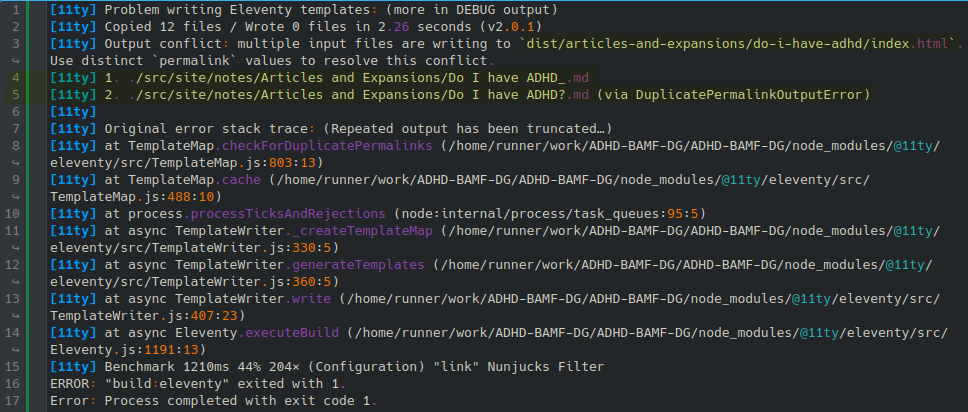 1 [11ty] Problem writing Eleventy templates: (more in DEBUG output)
2 [11ty] Copied 12 files / Wrote 0 files in 2.26 seconds (v2.0.1)
3 [11ty] Output conflict: multiple input files are writing to `dist/articles-and-expansions/do-i-have-adhd/index.html`.
↪ Use distinct `permalink` values to resolve this conflict.
4 [11ty] 1. ./src/site/notes/Articles and Expansions/Do I have ADHD_.md
5 [11ty] 2. ./src/site/notes/Articles and Expansions/Do I have ADHD?.md (via DuplicatePermalinkOutputError)
6 [11ty]
7 [11ty] Original error stack trace: (Repeated output has been truncated…)
8 [11ty] at TemplateMap.checkForDuplicatePermalinks (/home/runner/work/ADHD-BAMF-DG/ADHD-BAMF-DG/node_modules/@11ty/
↪ eleventy/src/TemplateMap.js:803:13)
9 [11ty] at TemplateMap.cache (/home/runner/work/ADHD-BAMF-DG/ADHD-BAMF-DG/node_modules/@11ty/eleventy/src/
↪ TemplateMap.js:488:10)
10 [11ty] at process.processTicksAndRejections (node:internal/process/task_queues:95:5)
11 [11ty] at async TemplateWriter._createTemplateMap (/home/runner/work/ADHD-BAMF-DG/ADHD-BAMF-DG/node_modules/@11ty/
↪ eleventy/src/TemplateWriter.js:330:5)
12 [11ty] at async TemplateWriter.generateTemplates (/home/runner/work/ADHD-BAMF-DG/ADHD-BAMF-DG/node_modules/@11ty/
↪ eleventy/src/TemplateWriter.js:360:5)
13 [11ty] at async TemplateWriter.write (/home/runner/work/ADHD-BAMF-DG/ADHD-BAMF-DG/node_modules/@11ty/eleventy/src/
↪ TemplateWriter.js:407:23)
14 [11ty] at async Eleventy.executeBuild (/home/runner/work/ADHD-BAMF-DG/ADHD-BAMF-DG/node_modules/@11ty/eleventy/src/
↪ Eleventy.js:1191:13)
15 [11ty] Benchmark 1210ms 44% 204× (Configuration) "link" Nunjucks Filter
16 ERROR: "build:eleventy" exited with 1.
17 Error: Process completed with exit code 1.